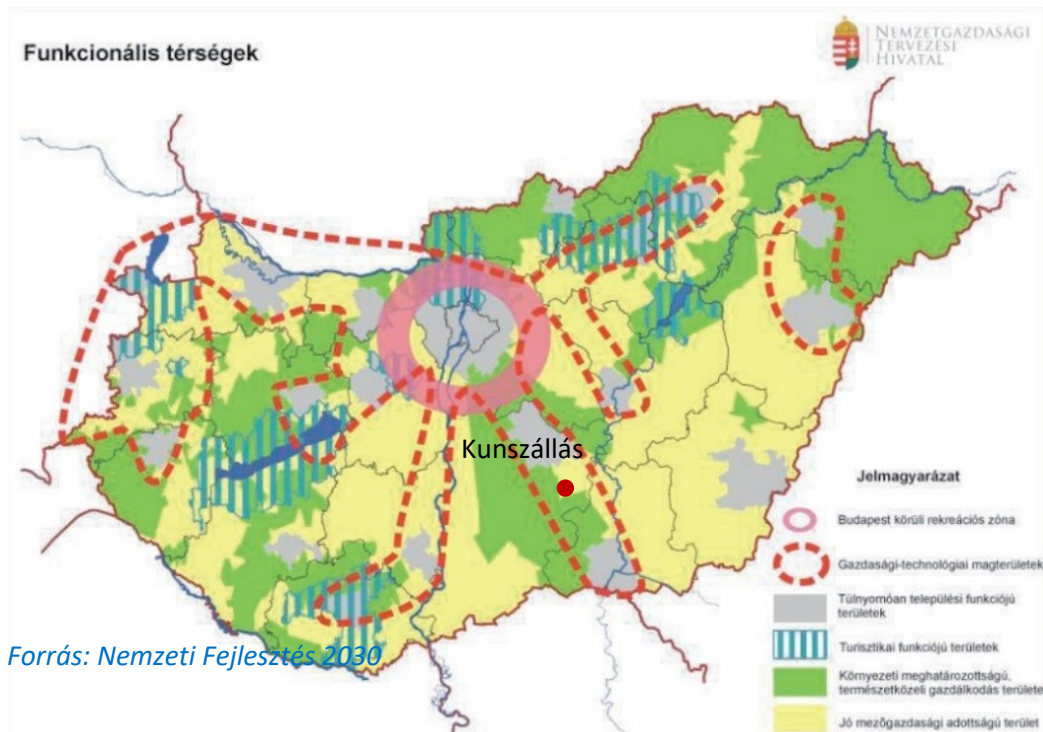 Funkcionális térségek
NEMZETGAZDASÁGI
TERVEZÉSI
HIVATAL
Kunszállás
Jelmagyarázat
Budapest körüli rekreációs zóna
Gazdasági-technológiai magterületek
Túlnyomóan települési funkciójú
területek
Turisztikai funkciójú területek
Környezeti meghatározottságú,
természetközeli gazdálkodás területe
Jó mezőgazdasági adottságú terület
Forrás: Nemzeti Fejlesztés 2030